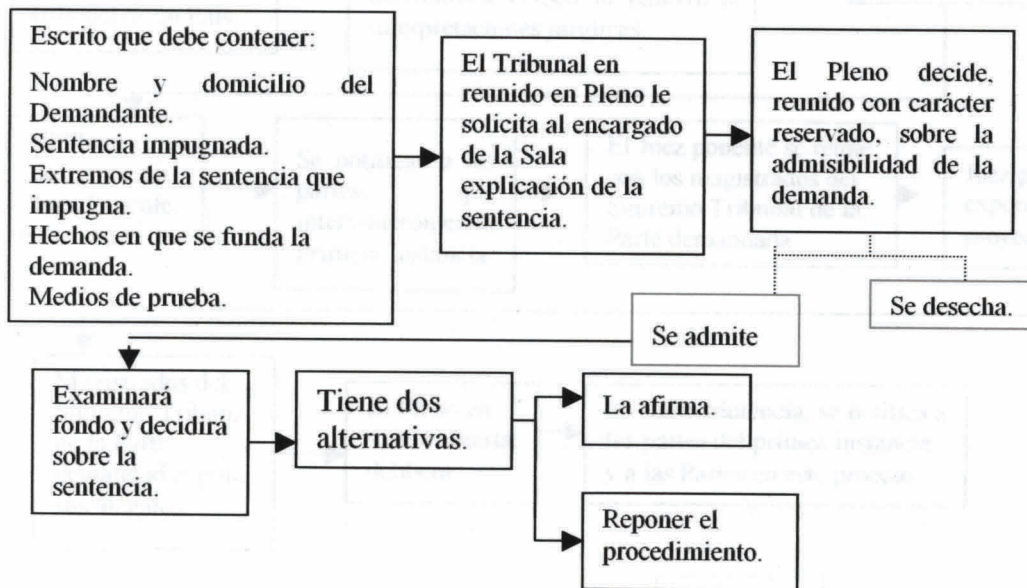 Escrito que debe contener:
Nombre y domicilio del
Demandante.
Sentencia impugnada.
Extremos de la sentencia que
impugna.
Hechos en que se funda la
demanda.
Medios de prueba.
El Tribunal en
reunido en Pleno le
solicita al encargado
de la Sala
explicación de la
sentencia.
El Pleno decide,
reunido con carácter
reservado, sobre la
admisibilidad de la
demanda.
Se desecha.
Se admite
Examinará
fondo y decidirá
sobre la
sentencia.
Tiene dos
alternativas.
La afirma.
Reponer el
procedimiento.